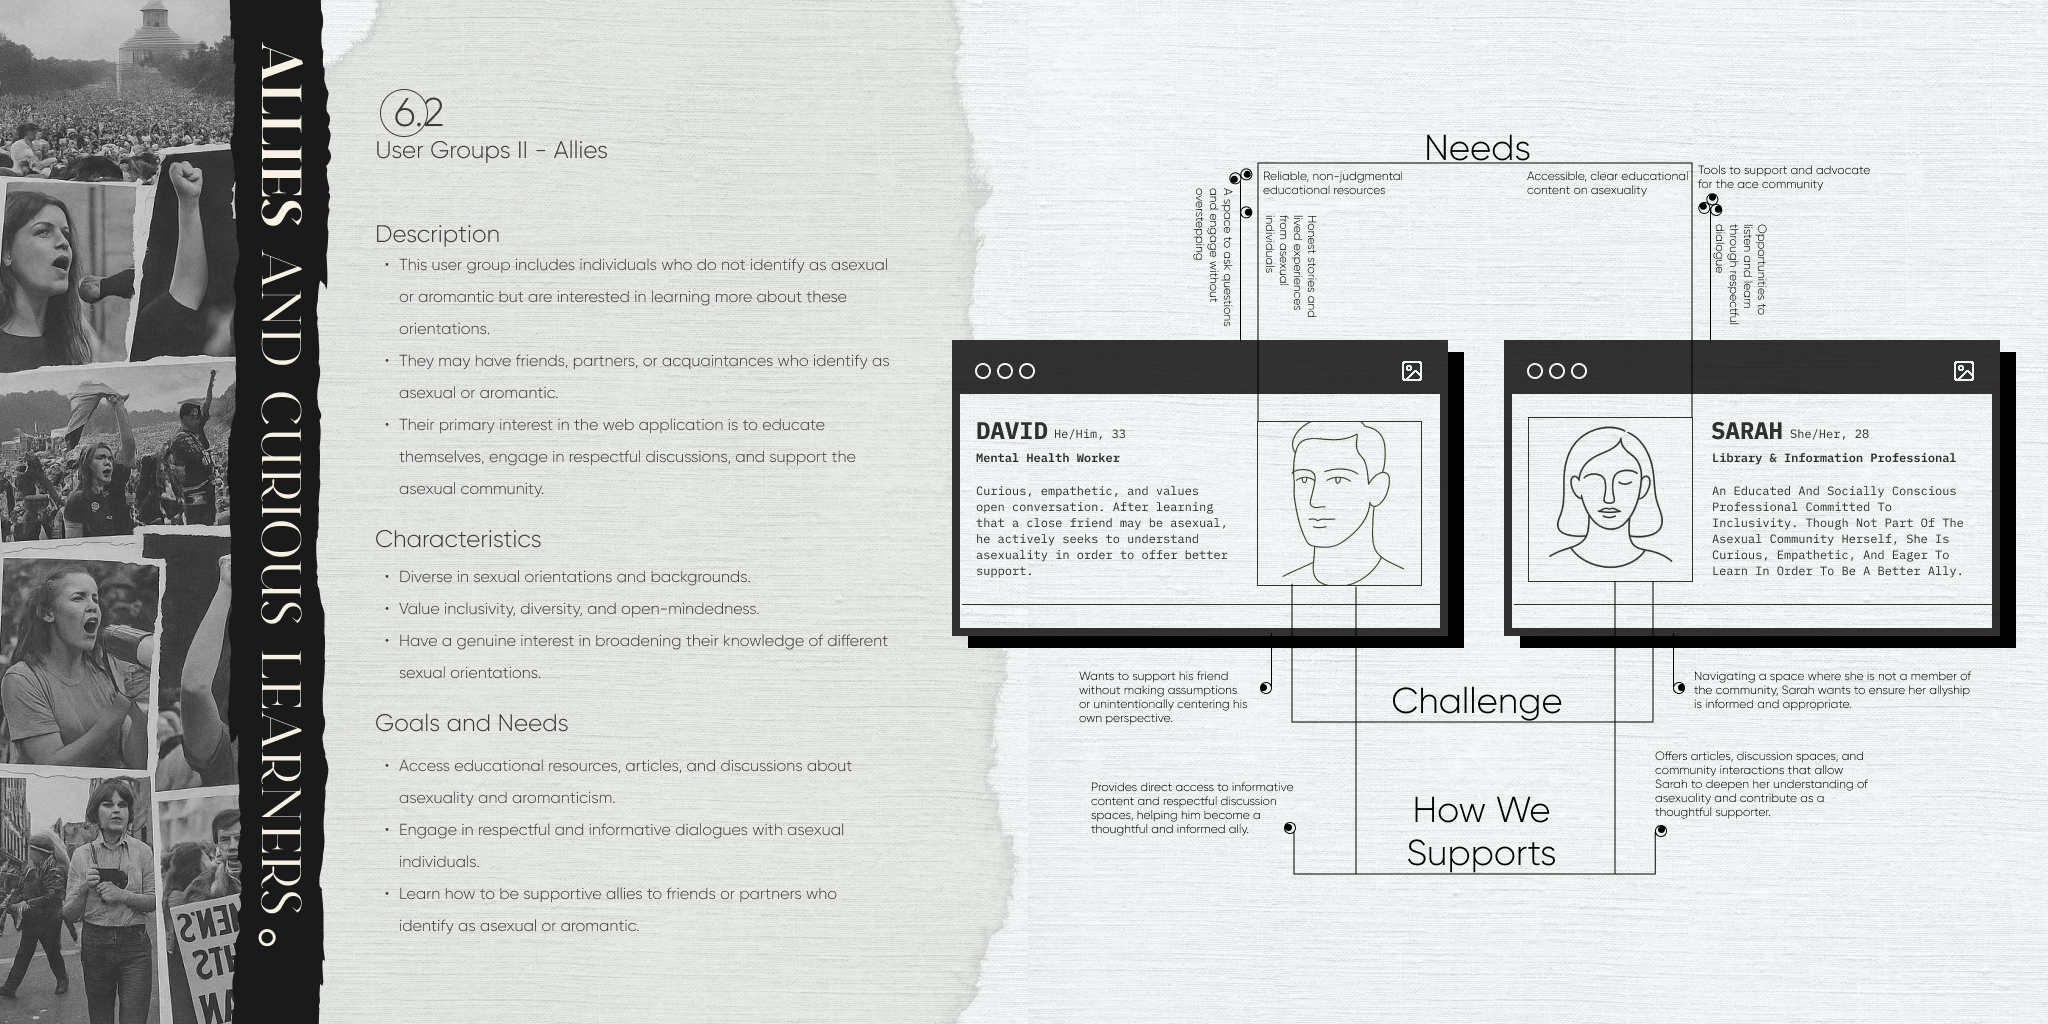 ALLIES AND CURIOUS LEARNERS
6.2
User Groups II - Allies
Description
• This user group includes individuals who do not identify as asexual
or aromantic but are interested in learning more about these
orientations.
• They may have friends, partners, or acquaintances who identify as
asexual or aromantic.
• Their primary interest in the web application is to educate
themselves, engage in respectful discussions, and support the
asexual community.
Characteristics
• Diverse in sexual orientations and backgrounds.
• Value inclusivity, diversity, and open-mindedness.
• Have a genuine interest in broadening their knowledge of different
sexual orientations.
Goals and Needs
• Access educational resources, articles, and discussions about
asexuality and aromanticism.
• Engage in respectful and informative dialogues with asexual
individuals.
• Learn how to be supportive allies to friends or partners who
identify as asexual or aromantic.
Needs
Reliable, non-judgmental
educational resources
A space to ask questions
and engage without
overstepping
Honest stories and
lived experiences
from asexual
individuals
Accessible, clear educational
content on asexuality
Tools to support and advocate
for the ace community
Opportunities to
listen and learn
through respectful
dialogue
DAVID He/Him, 33
Mental Health Worker
Curious, empathetic, and values
open conversation. After learning
that a close friend may be asexual,
he actively seeks to understand
asexuality in order to offer better
support.
SARAH She/Her, 28
Library & Information Professional
An Educated And Socially Conscious
Professional Committed To
Inclusivity. Though Not Part Of The
Asexual Community Herself, She Is
Curious, Empathetic, And Eager To
Learn In Order To Be A Better Ally.
Challenge
Wants to support his friend
without making assumptions
or unintentionally centering his
own perspective.
Navigating a space where she is not a member of
the community, Sarah wants to ensure her allyship
is informed and appropriate.
How We
Supports
Provides direct access to informative
content and respectful discussion
spaces, helping him become a
thoughtful and informed ally.
Offers articles, discussion spaces, and
community interactions that allow
Sarah to deepen her understanding of
asexuality and contribute as a
thoughtful supporter.